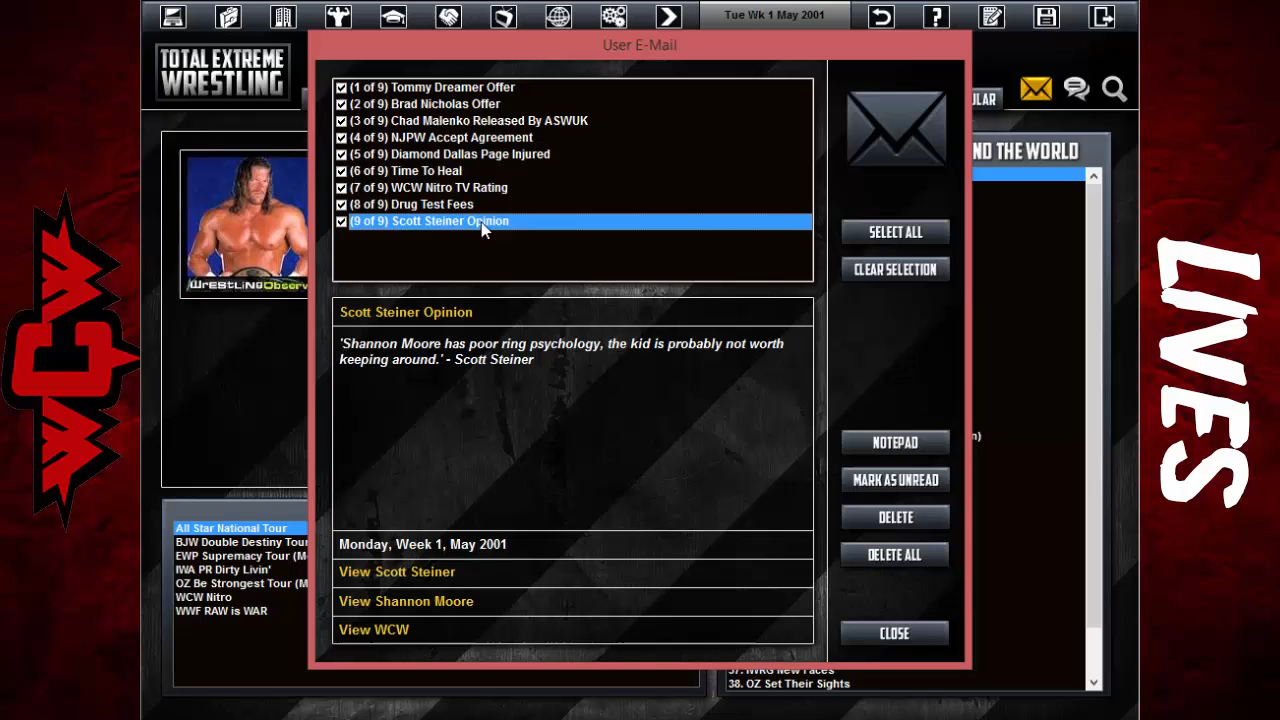 Tue Wk 1 May 2001
User E-Mail
TOTAL EXTREME
WRESTLING
(1 of 9) Tommy Dreamer Offer
(2 of 9) Brad Nicholas Offer
(3 of 9) Chad Malenko Released By ASWUK
(4 of 9) NJPW Accept Agreement
(5 of 9) Diamond Dallas Page Injured
(6 of 9) Time To Heal
(7 of 9) WCW Nitro TV Rating
(8 of 9) Drug Test Fees
(9 of 9) Scott Steiner Opinion
SELECT ALL
CLEAR SELECTION
ULAR
ND THE WORLD
Scott Steiner Opinion
'Shannon Moore has poor ring psychology, the kid is probably not worth
keeping around.' - Scott Steiner
NOTEPAD
MARK AS UNREAD
DELETE
DELETE ALL
CLOSE
Monday, Week 1, May 2001
View Scott Steiner
View Shannon Moore
View WCW
WRESTLINGObserv
All Star National Tour
BJW Double Destiny Tour
EWP Supremacy Tour (M
IWA PR Dirty Livin'
OZ Be Strongest Tour (M
WCW Nitro
WWF RAW is WAR
37. IWRG New Faces
38. OZ Set Their Sights
WCW
LIVES